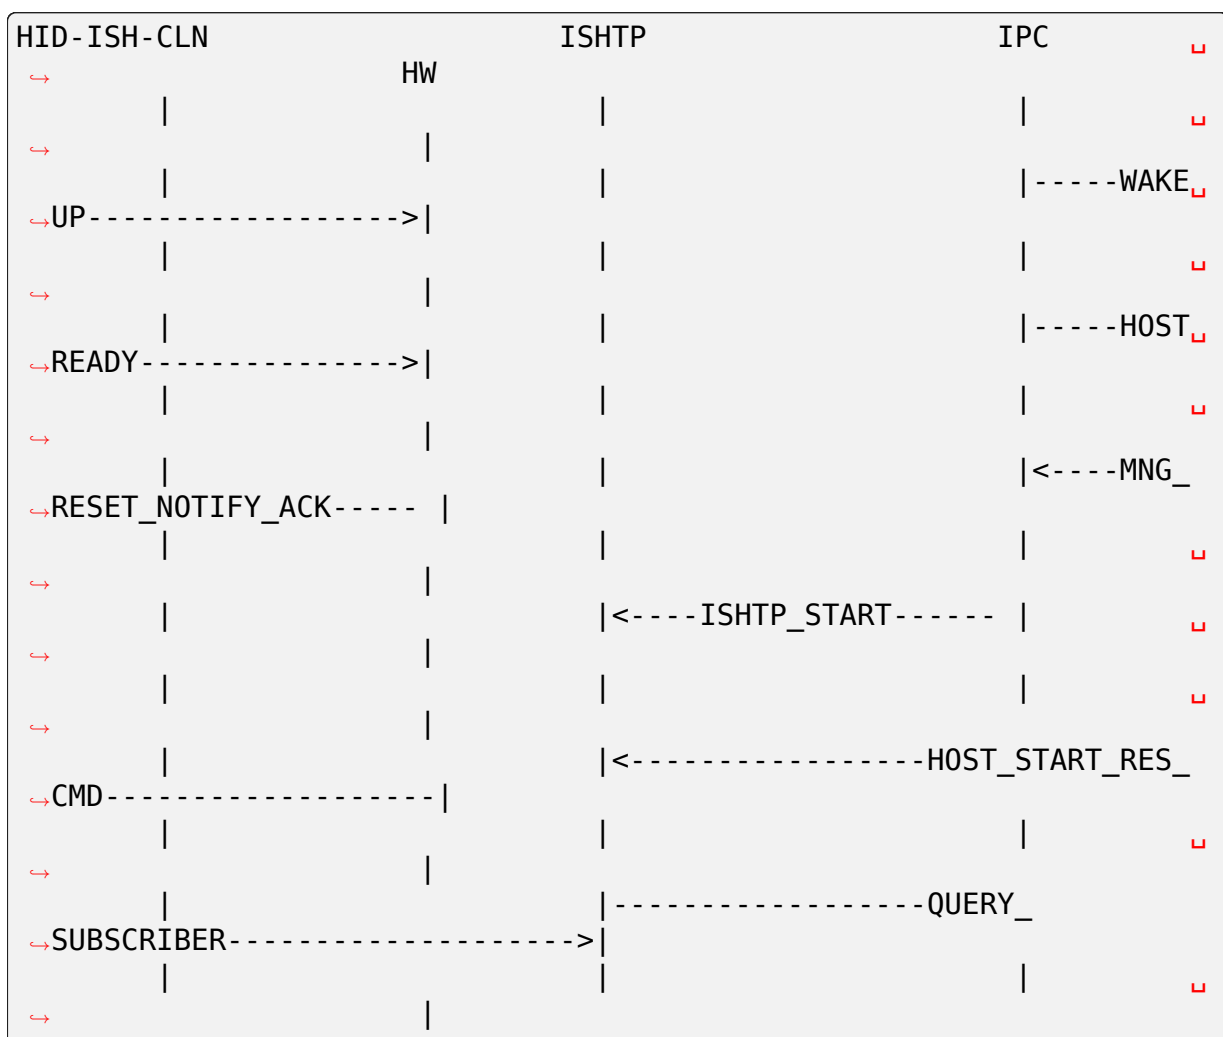 HID-ISH-CLN                     ISHTP                    IPC        ␣
↪                      HW
        |                         |                        |         ␣
↪                       |
        |                         |                        |-----WAKE␣
↪UP------------------>|
        |                         |                        |         ␣
↪                       |
        |                         |                        |-----HOST␣
↪READY--------------->|
        |                         |                        |         ␣
↪                       |
        |                         |                        |<----MNG_
↪RESET_NOTIFY_ACK----- |
        |                         |                        |         ␣
↪                       |
        |                         |<----ISHTP_START------ |         ␣
↪                       |
        |                         |                        |         ␣
↪                       |
        |                         |<-----------------HOST_START_RES_
↪CMD-------------------|
        |                         |                        |         ␣
↪                       |
        |                         |------------------QUERY_
↪SUBSCRIBER-------------------->|
        |                         |                        |         ␣
↪                       |